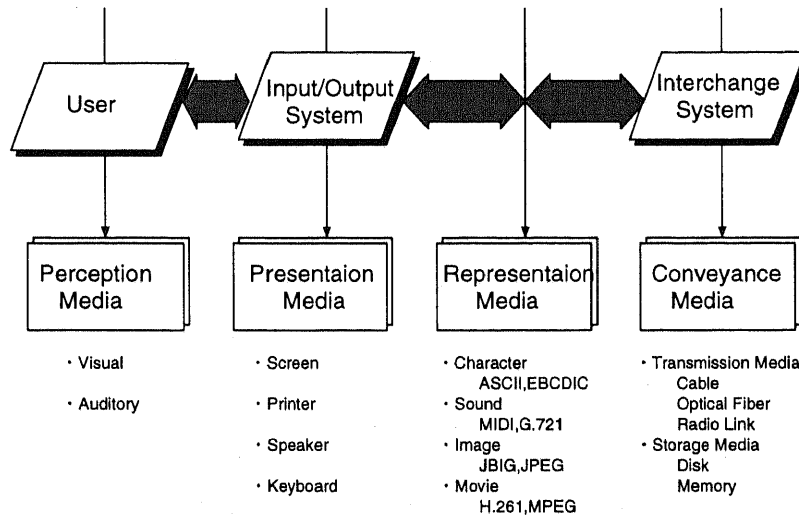 User
Input/Output
System
Interchange
System
Perception
Media
Presentaion
Media
Representaion
Media
Conveyance
Media
・Visual
・Auditory
・Screen
・Printer
・Speaker
・Keyboard
・Character
ASCII,EBCDIC
・Sound
MIDI,G.721
・Image
JBIG,JPEG
・Movie
H.261,MPEG
・Transmission Media
Cable
Optical Fiber
Radio Link
・Storage Media
Disk
Memory